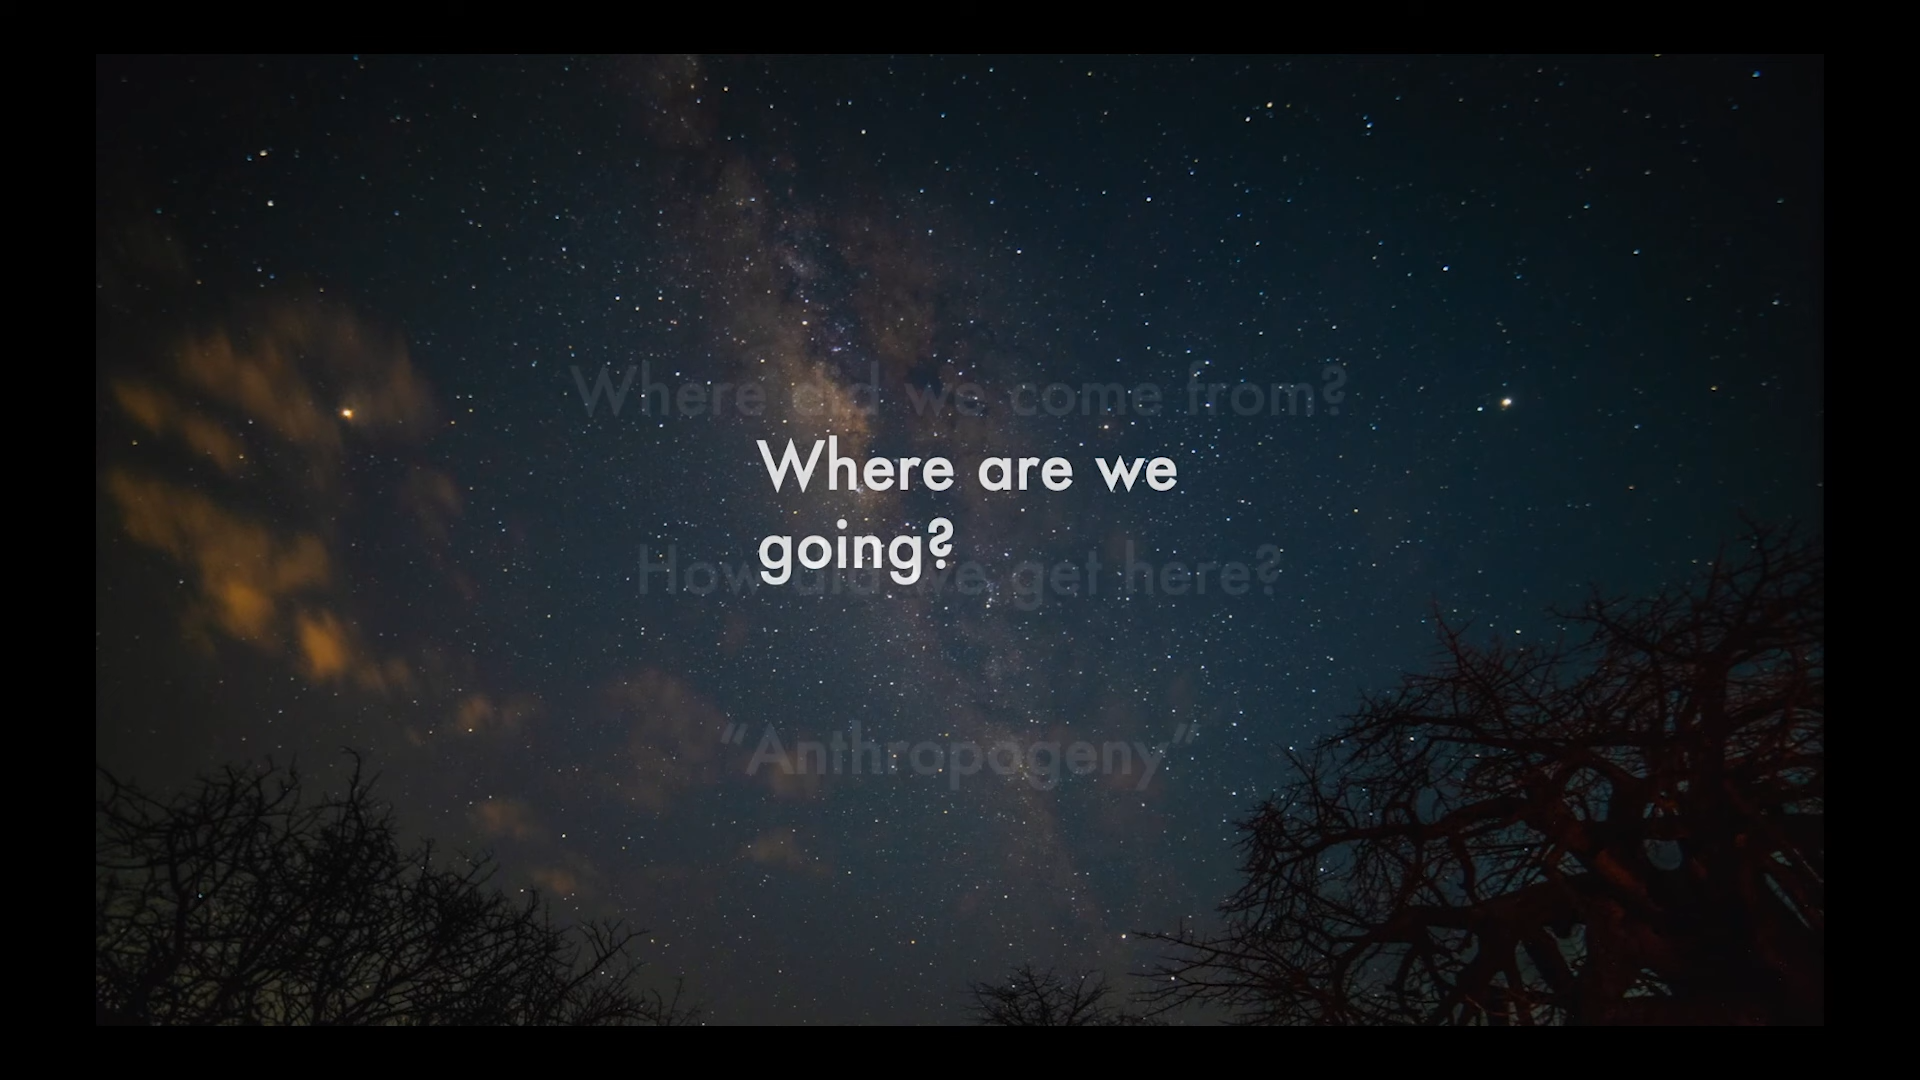 Where did we come from?
Where are we
going?
How did we get here?
“Anthropogeny”